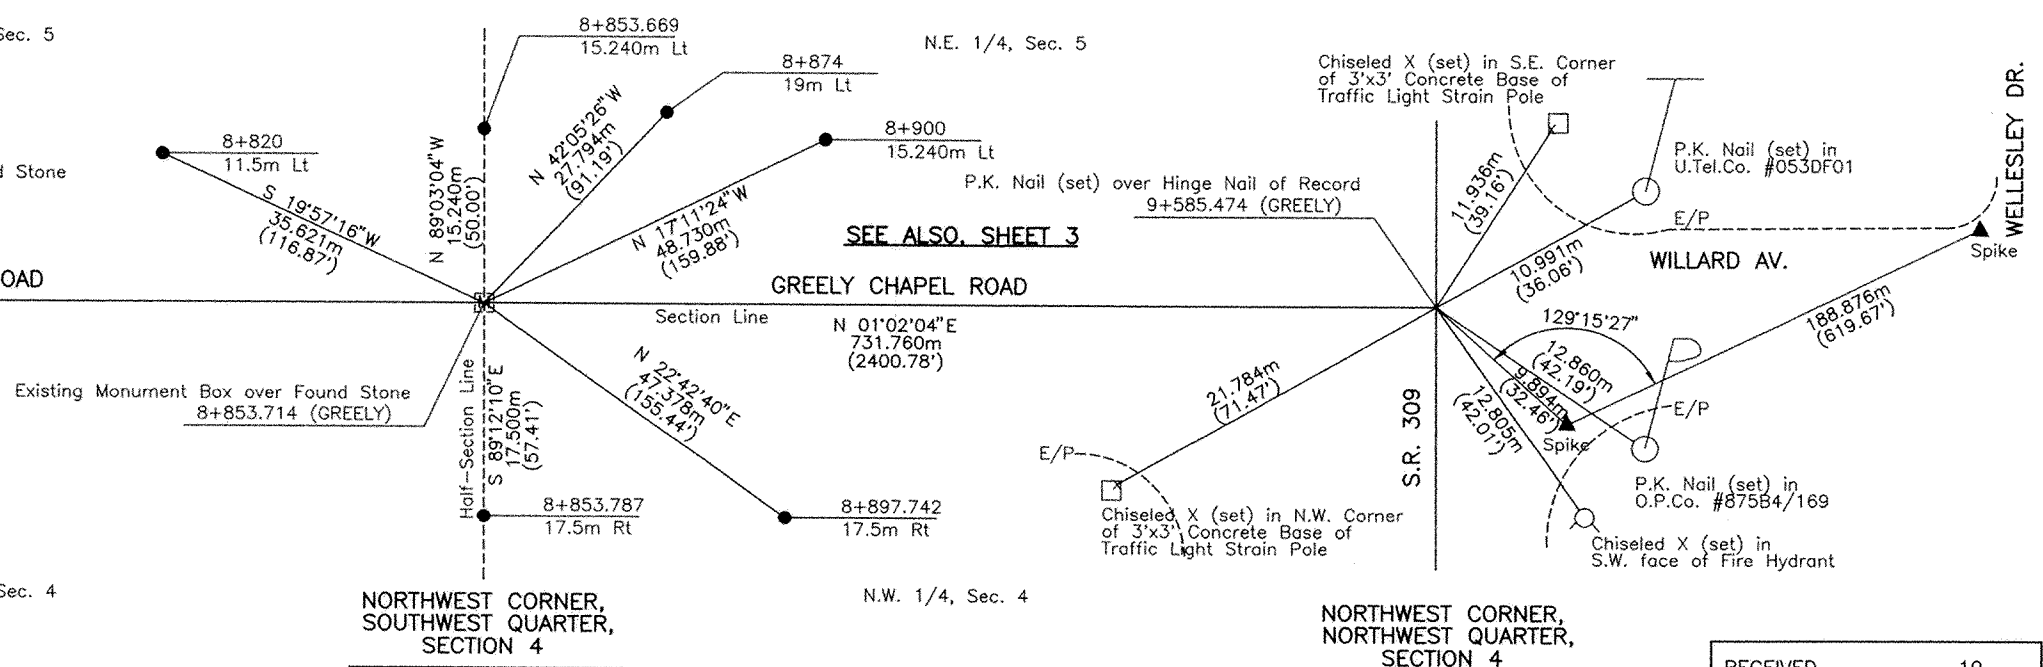 Sec. 5
8+853.669
15.240m Lt
8+874
19m Lt
N.E. 1/4, Sec. 5
Chiseled X (set) in S.E. Corner
of 3'x3' Concrete Base of
Traffic Light Strain Pole
WELLESLEY DR.
8+820
11.5m Lt
d Stone
N 89°03'04"W
15.240m
(50.00')
N 42°05'26"W
27.794m
(91.19')
8+900
15.240m Lt
P.K. Nail (set) in
U.Tel.Co. #053DF01
P.K. Nail (set) over Hinge Nail of Record
9+585.474 (GREELY)
11.936m
(39.16')
S 19°57'16"W
35.621m
(116.87')
N 17°11'24"W
48.730m
(159.88')
SEE ALSO, SHEET 3
E/P
Spike
10.991m
(36.06')
WILLARD AV.
OAD
GREELY CHAPEL ROAD
Section Line
N 01°02'04"E
731.760m
(2400.78')
129°15'27"
188.876m
(619.67')
Existing Monument Box over Found Stone
8+853.714 (GREELY)
Half-Section Line
S 89°12'10"E
17.500m
(57.41')
N 22°42'40"E
47.378m
(155.44')
21.784m
(71.47')
S.R. 309
12.860m
(42.19')
9.894m
(32.46')
12.805m
(42.01')
Spike
E/P
E/P
8+853.787
17.5m Rt
8+897.742
17.5m Rt
Chiseled X (set) in N.W. Corner
of 3'x3' Concrete Base of
Traffic Light Strain Pole
P.K. Nail (set) in
O.P.Co. #875B4/169
Chiseled X (set) in
S.W. face of Fire Hydrant
Sec. 4
N.W. 1/4, Sec. 4
NORTHWEST CORNER,
SOUTHWEST QUARTER,
SECTION 4
NORTHWEST CORNER,
NORTHWEST QUARTER,
SECTION 4
RECEIVED 19